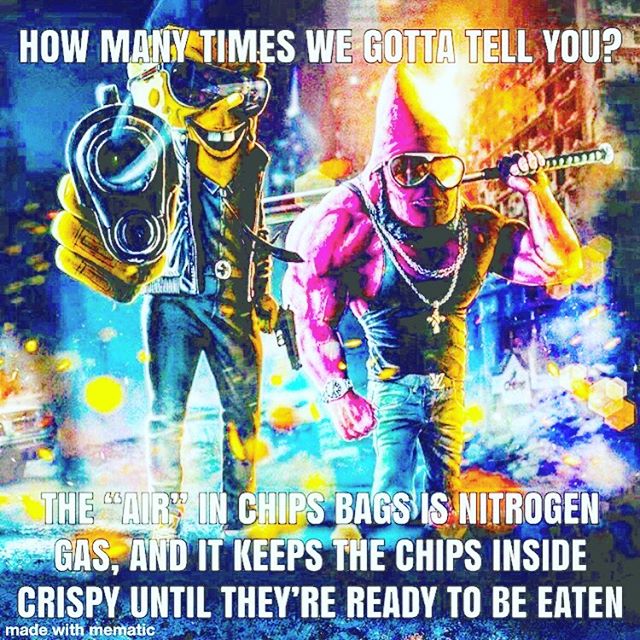 HOW MANY TIMES WE GOTTA TELL YOU?
THE “AIR” IN CHIPS BAGS IS NITROGEN
GAS, AND IT KEEPS THE CHIPS INSIDE
CRISPY UNTIL THEY’RE READY TO BE EATEN
made with mematic